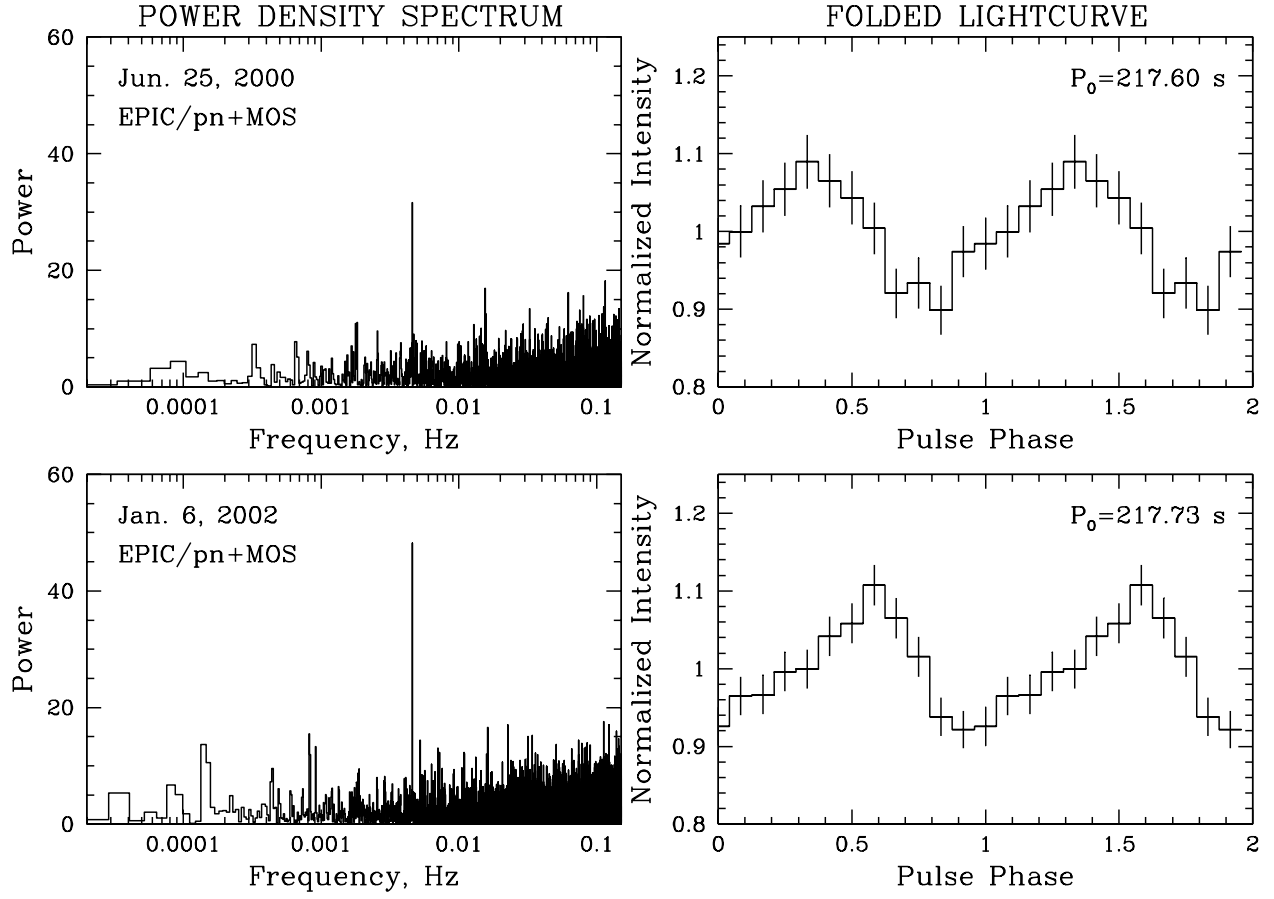 POWER DENSITY SPECTRUM
60
40
20
0
Power
Jun. 25, 2000
EPIC/pn+MOS
0.0001
0.001
0.01
0.1
Frequency, Hz
FOLDED LIGHTCURVE
1.2
1.1
1
0.9
0.8
Normalized Intensity
P0=217.60 s
0
0.5
1
1.5
2
Pulse Phase
60
40
20
0
Power
Jan. 6, 2002
EPIC/pn+MOS
0.0001
0.001
0.01
0.1
Frequency, Hz
1.2
1.1
1
0.9
0.8
Normalized Intensity
P0=217.73 s
0
0.5
1
1.5
2
Pulse Phase